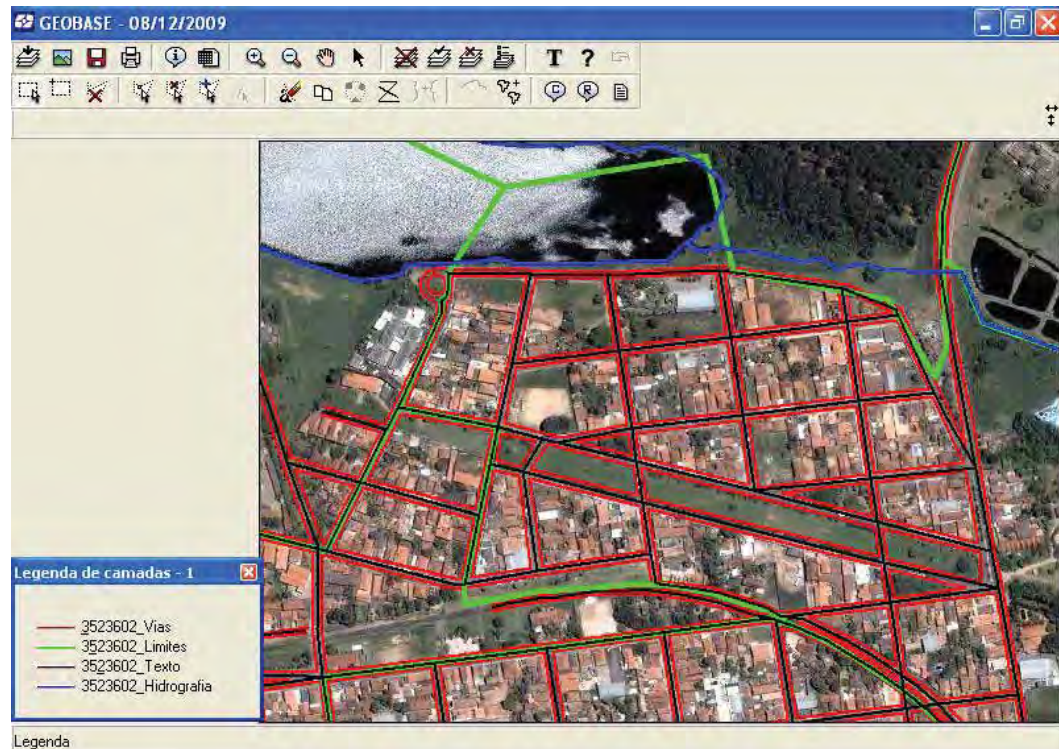 GEOBASE - 08/12/2009
T ?
C R
Legenda de camadas - 1
3523602_Vias
3523602_Limites
3523602_Texto
3523602_Hidrografia
Legenda